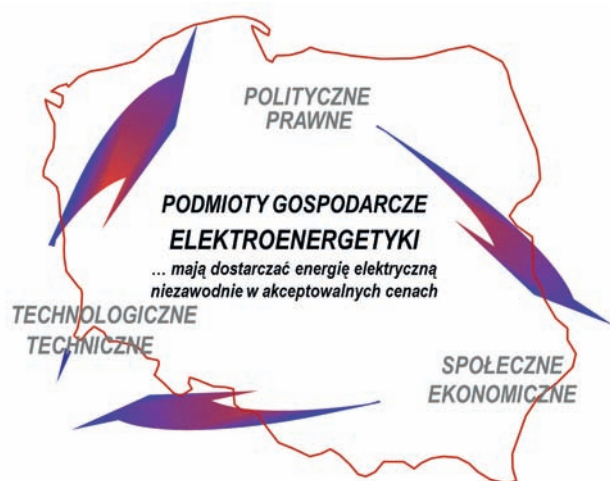 POLITYCZNE
PRAWNE
PODMIOTY GOSPODARCZE
ELEKTROENERGETYKI
... mają dostarczać energię elektryczną
niezawodnie w akceptowalnych cenach
TECHNOLOGICZNE
TECHNICZNE
SPOŁECZNE
EKONOMICZNE